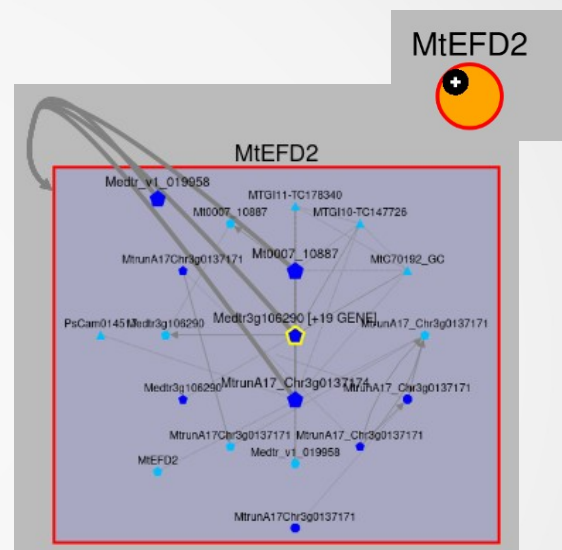 MtEFD2
MtEFD2
Medtr_v1_019958
MTGI11-TC178340
Mt0007_10887
MTGI10-TC147726
MtrunA17Chr3g0137171
Mt0007_10887
MtC70192_GC
Medtr3g106290
Medtr3g106290 [+19 GENE]
MtrunA17_Chr3g0137171
Medtr3g106290
MtrunA17_Chr3g0137171
MtrunA17_Chr3g0137171
MtrunA17Chr3g0137171
MtrunA17_Chr3g0137171
MtEFD2
Medtr_v1_019958
MtrunA17Chr3g0137171